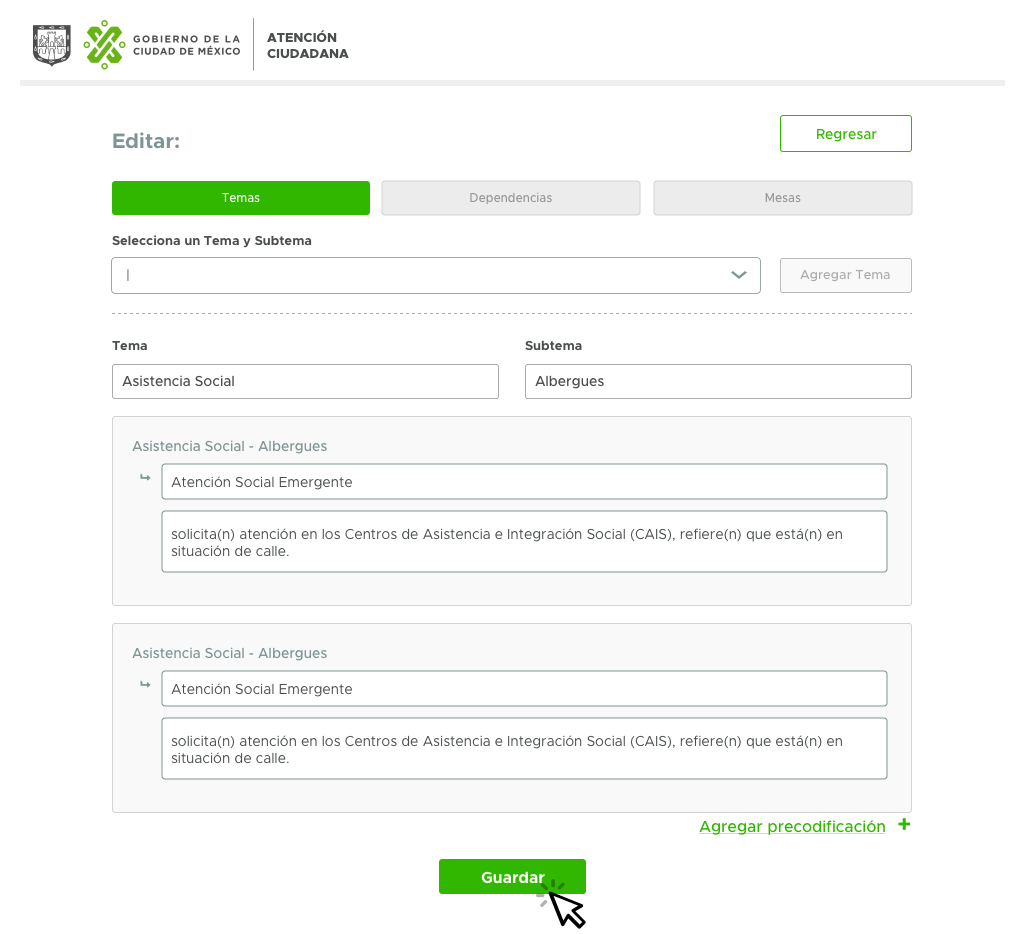 GOBIERNO DE LA
CIUDAD DE MÉXICO
ATENCIÓN
CIUDADANA
Editar:
Regresar
Temas
Dependencias
Mesas
Selecciona un Tema y Subtema
Agregar Tema
Tema
Subtema
Asistencia Social
Albergues
Asistencia Social - Albergues
Atención Social Emergente
solicita(n) atención en los Centros de Asistencia e Integración Social (CAIS), refiere(n) que está(n) en
situación de calle.
Asistencia Social - Albergues
Atención Social Emergente
solicita(n) atención en los Centros de Asistencia e Integración Social (CAIS), refiere(n) que está(n) en
situación de calle.
Agregar precodificación +
Guardar